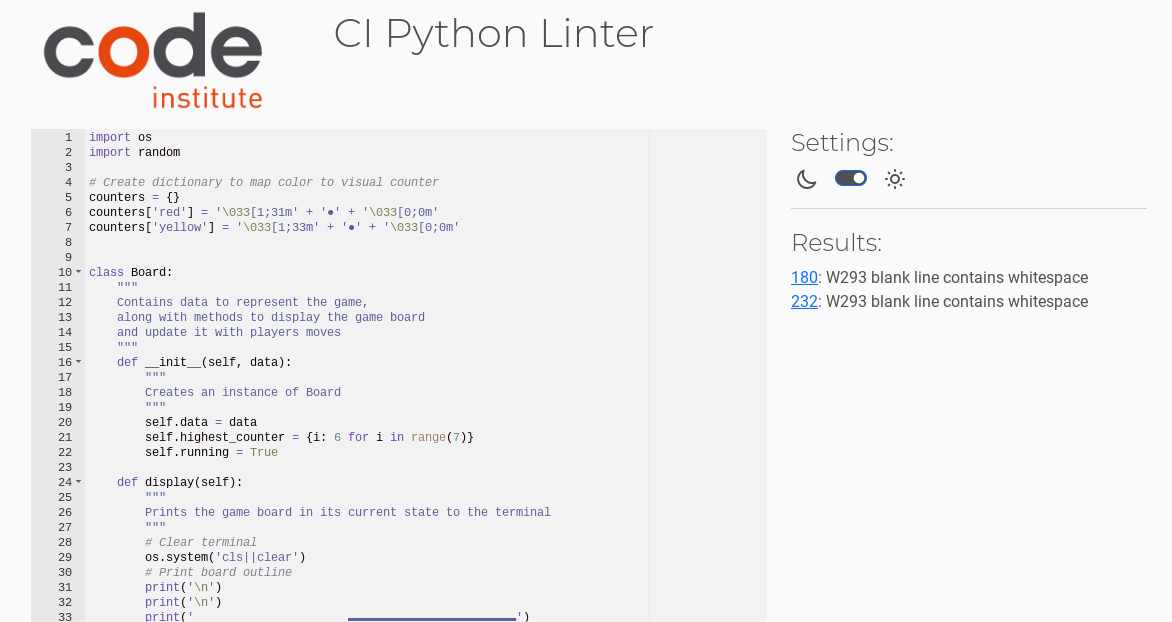 code
institute
CI Python Linter
1 import os
2 import random
3
4 # Create dictionary to map color to visual counter
5 counters = {}
6 counters['red'] = '\033[1;31m' + '●' + '\033[0;0m'
7 counters['yellow'] = '\033[1;33m' + '●' + '\033[0;0m'
8
9
10 class Board:
11     """
12     Contains data to represent the game,
13     along with methods to display the game board
14     and update it with players moves
15     """
16     def __init__(self, data):
17         """
18         Creates an instance of Board
19         """
20         self.data = data
21         self.highest_counter = {i: 6 for i in range(7)}
22         self.running = True
23
24     def display(self):
25         """
26         Prints the game board in its current state to the terminal
27         """
28         # Clear terminal
29         os.system('cls||clear')
30         # Print board outline
31         print('\n')
32         print('\n')
33         print('                      ▁▁▁▁▁▁▁▁▁▁▁▁▁▁▁▁▁▁▁▁▁▁▁▁')
Settings:
Results:
180: W293 blank line contains whitespace
232: W293 blank line contains whitespace